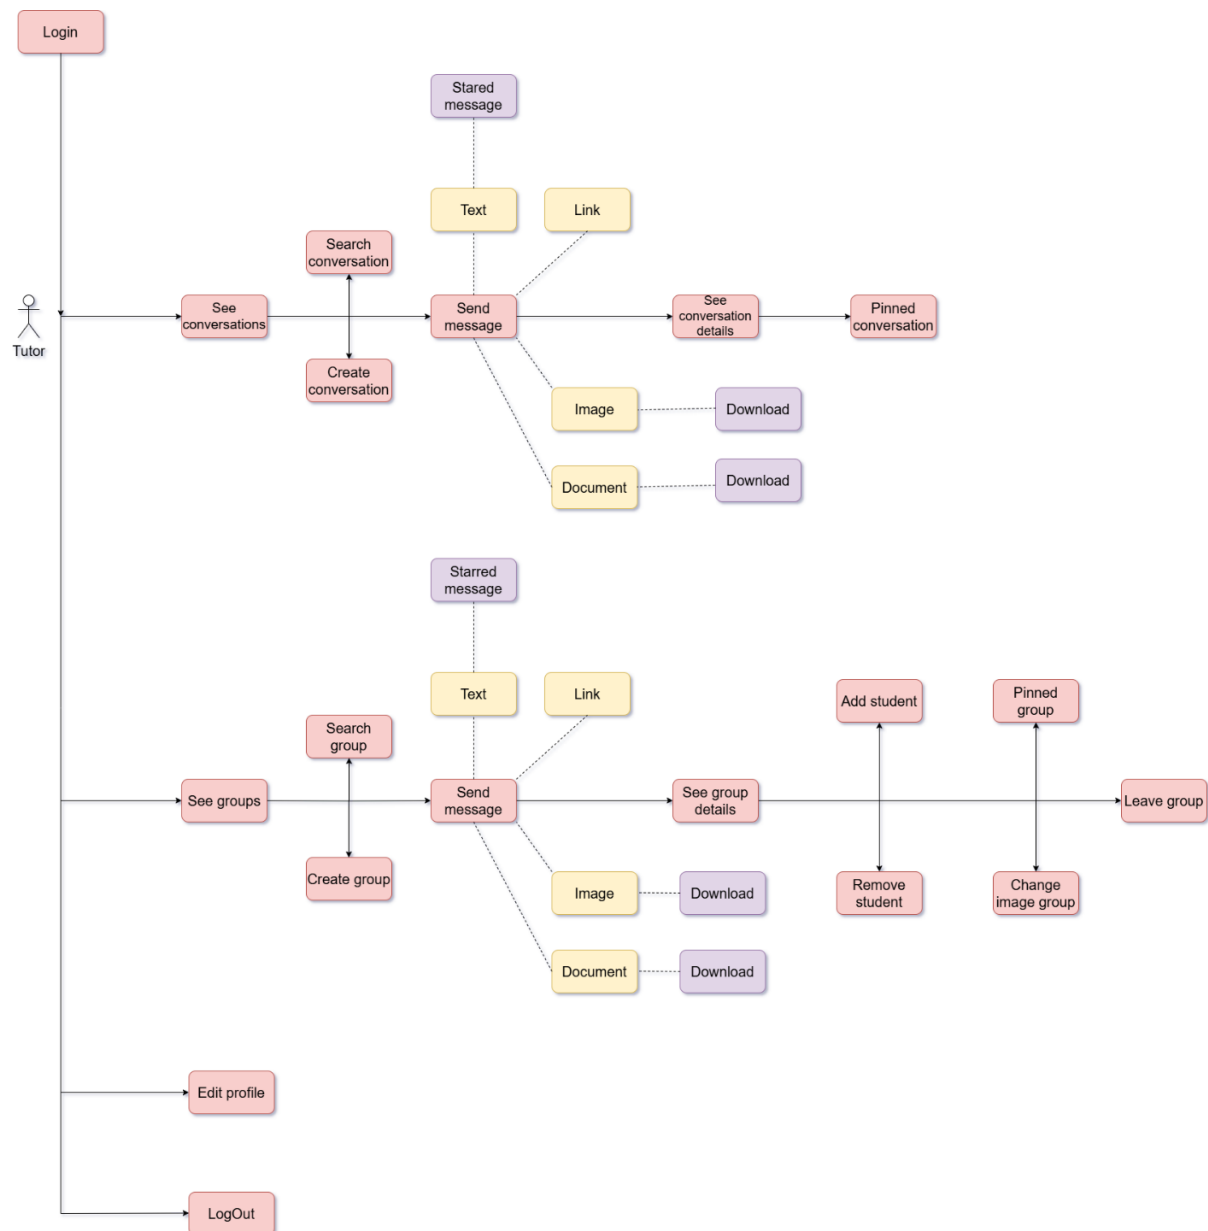 Login
Stared
message
Text
Link
Search
conversation
See
conversations
Send
message
See
conversation
details
Pinned
conversation
Tutor
Create
conversation
Image
Download
Document
Download
Starred
message
Text
Link
Add student
Pinned
group
Search
group
See groups
Send
message
See group
details
Leave group
Create group
Image
Download
Remove
student
Change
image group
Document
Download
Edit profile
LogOut